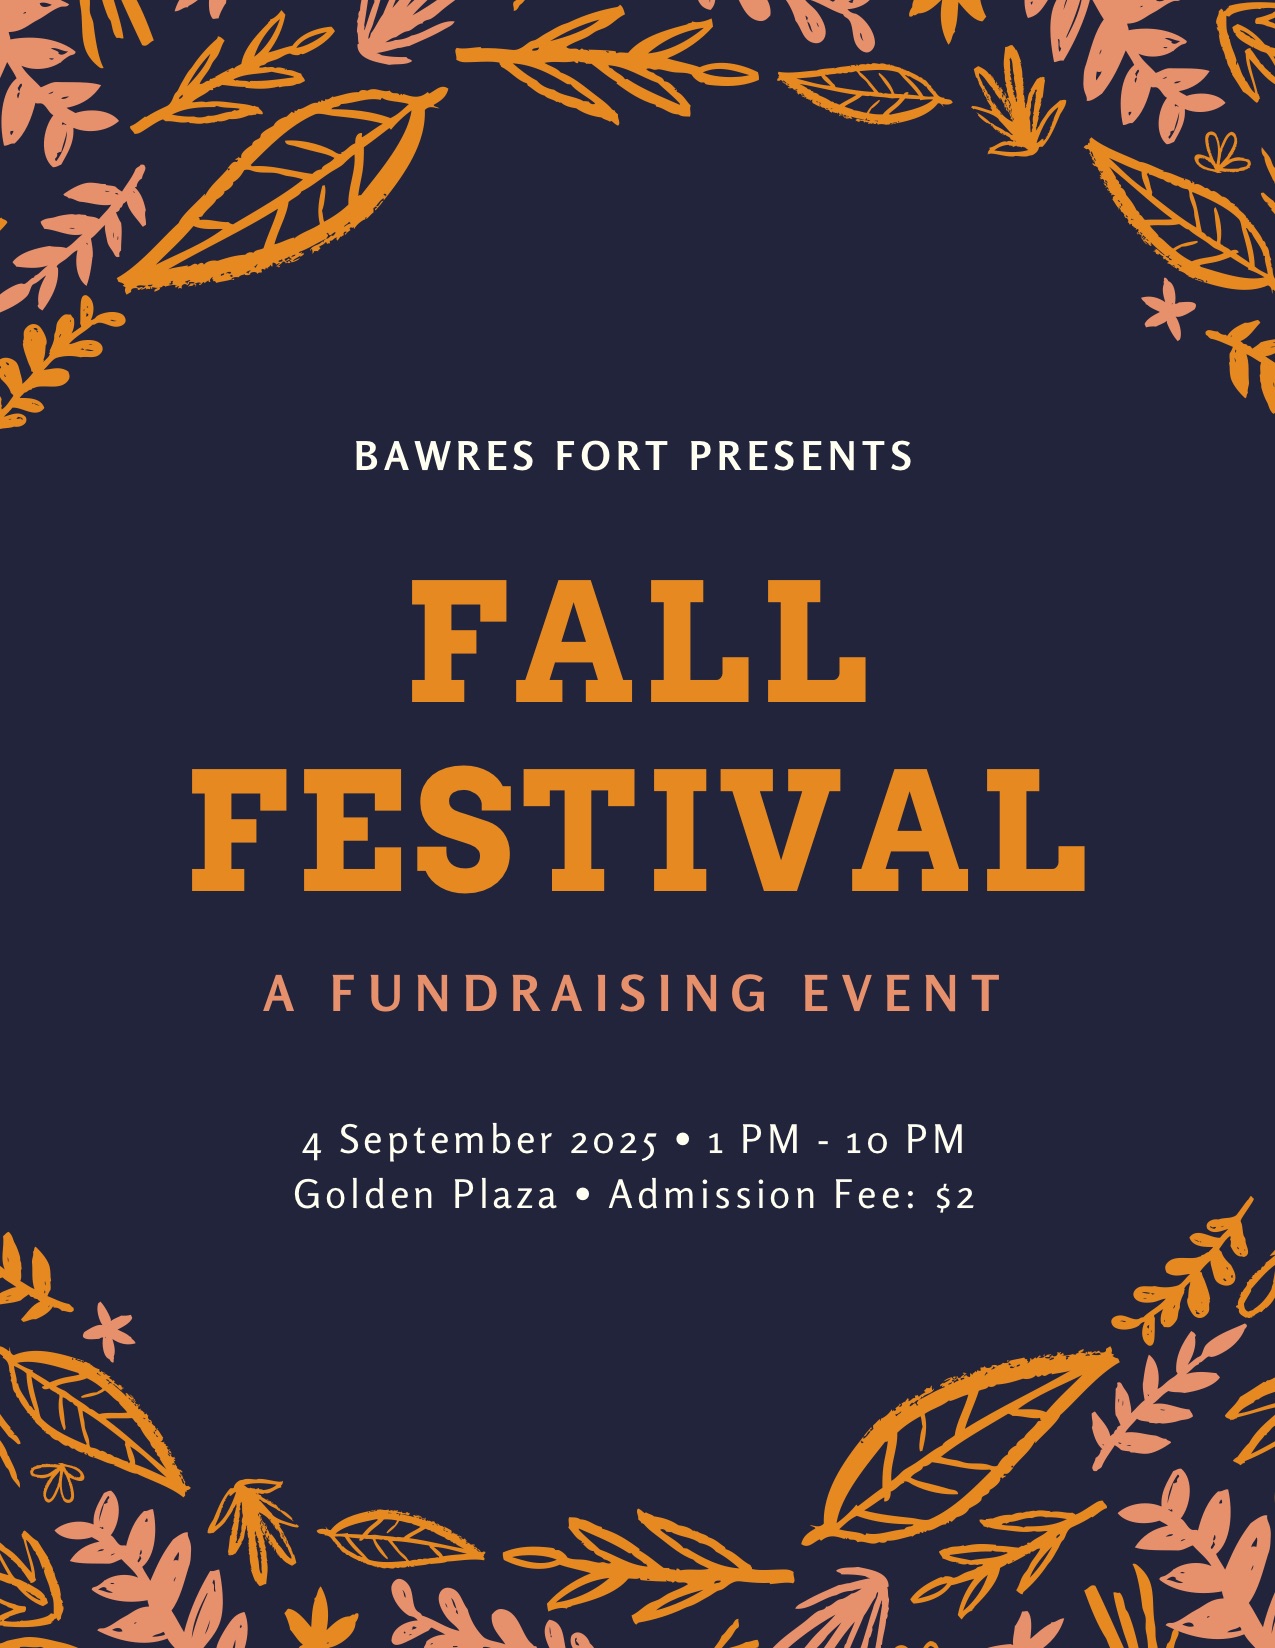 BAWRES FORT PRESENTS
FALL
FESTIVAL
A FUNDRAISING EVENT
4 September 2025 • 1 PM - 10 PM
Golden Plaza • Admission Fee: $2